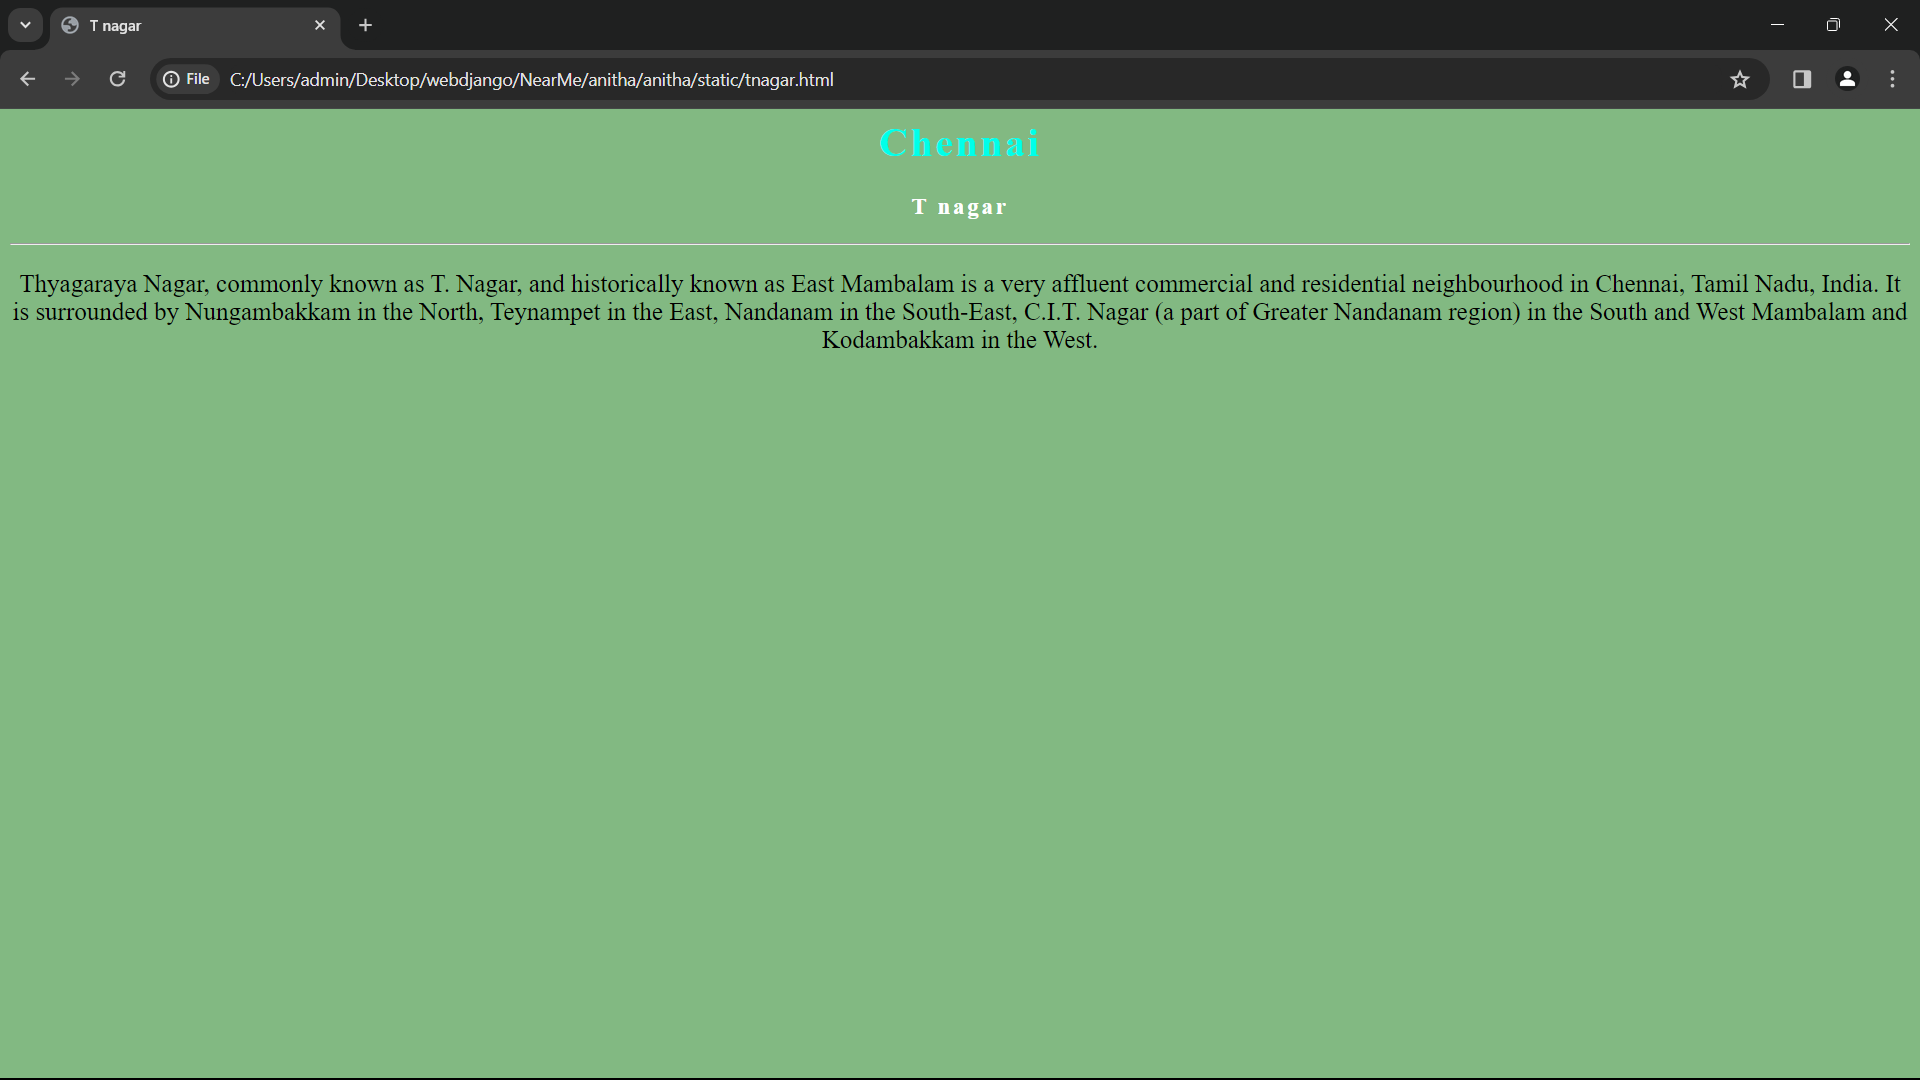 T nagar
File C:/Users/admin/Desktop/webdjango/NearMe/anitha/anitha/static/tnagar.html
Chennai
T nagar
Thyagaraya Nagar, commonly known as T. Nagar, and historically known as East Mambalam is a very affluent commercial and residential neighbourhood in Chennai, Tamil Nadu, India. It
is surrounded by Nungambakkam in the North, Teynampet in the East, Nandanam in the South-East, C.I.T. Nagar (a part of Greater Nandanam region) in the South and West Mambalam and
Kodambakkam in the West.